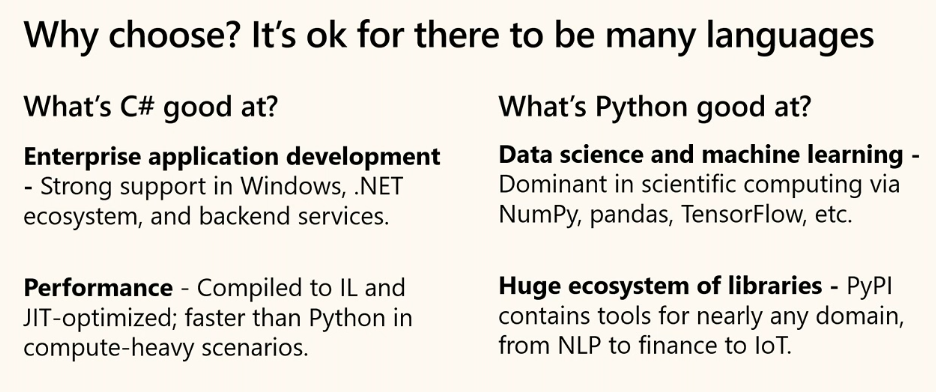 Why choose? It's ok for there to be many languages
What's C# good at?
Enterprise application development
- Strong support in Windows, .NET
ecosystem, and backend services.
Performance - Compiled to IL and
JIT-optimized; faster than Python in
compute-heavy scenarios.
What's Python good at?
Data science and machine learning -
Dominant in scientific computing via
NumPy, pandas, TensorFlow, etc.
Huge ecosystem of libraries - PyPI
contains tools for nearly any domain,
from NLP to finance to IoT.